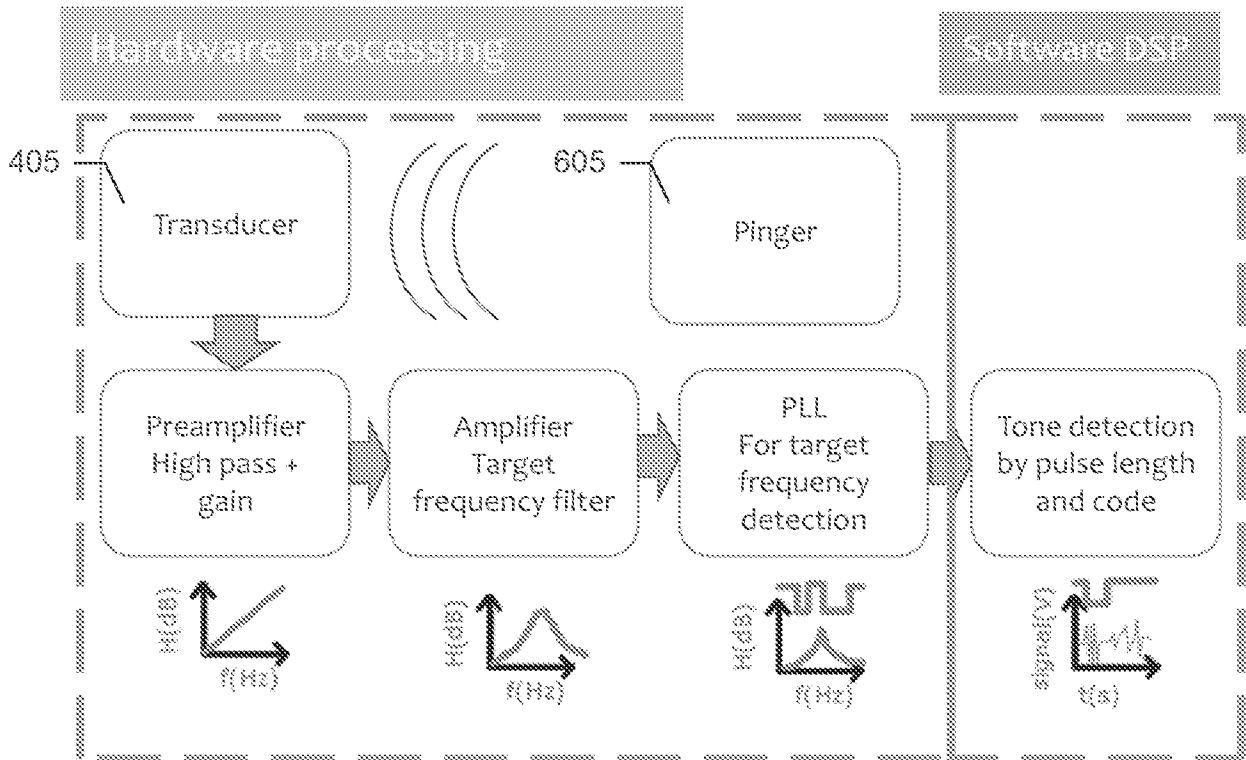 Hardware processing
Software DSP
405
Transducer
605
Pinger
Preamplifier
High pass +
gain
Amplifier
Target
frequency filter
PLL
For target
frequency
detection
Tone detection
by pulse length
and code
H(dB)
f(Hz)
H(dB)
f(Hz)
H(dB)
f(Hz)
signal(V)
t(s)